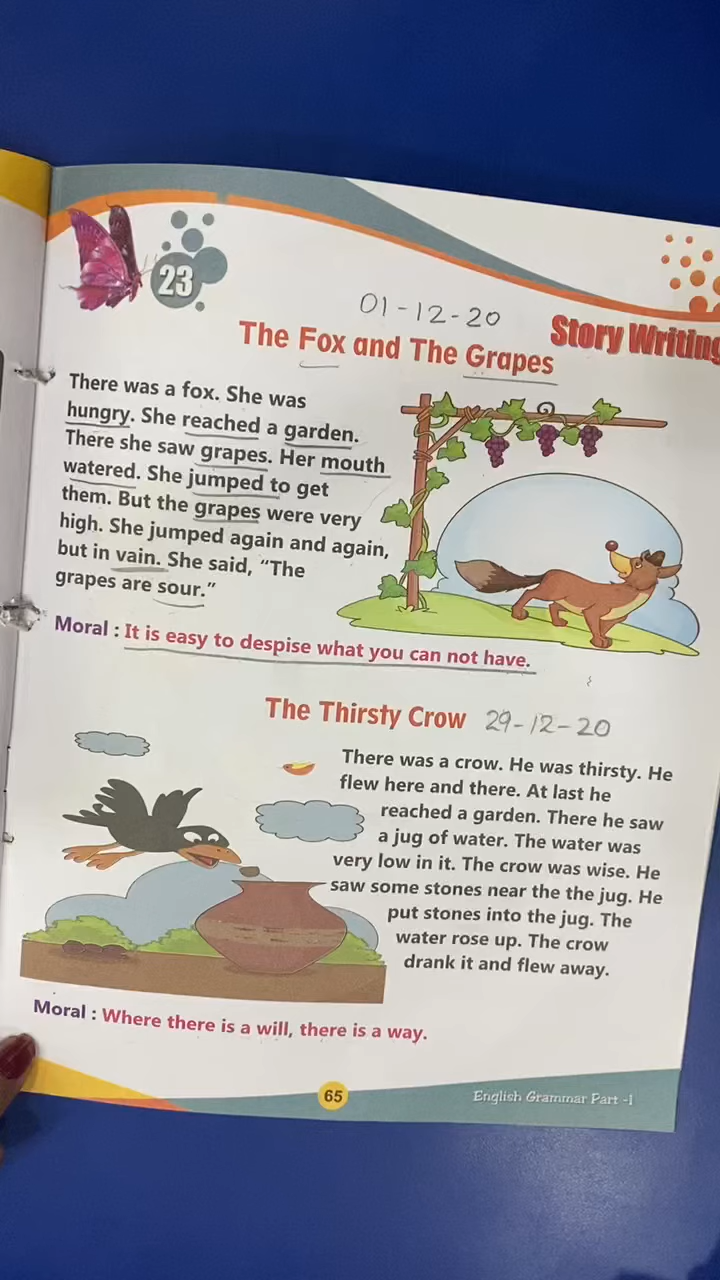 23
01-12-20
Story Writing
The Fox and The Grapes
There was a fox. She was
hungry. She reached a garden.
There she saw grapes. Her mouth
watered. She jumped to get
them. But the grapes were very
high. She jumped again and again,
but in vain. She said, “The
grapes are sour.”
Moral : It is easy to despise what you can not have.
The Thirsty Crow 29-12-20
There was a crow. He was thirsty. He
flew here and there. At last he
reached a garden. There he saw
a jug of water. The water was
very low in it. The crow was wise. He
saw some stones near the the jug. He
put stones into the jug. The
water rose up. The crow
drank it and flew away.
Moral : Where there is a will, there is a way.
65
English Grammar Part -I